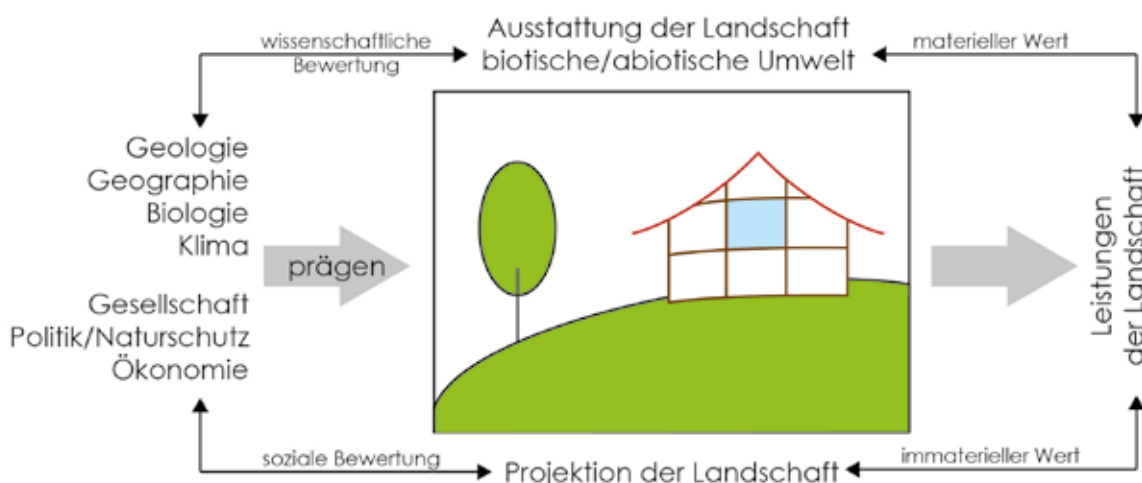 Ausstattung der Landschaft
biotische/abiotische Umwelt
wissenschaftliche
Bewertung
materieller Wert
Geologie
Geographie
Biologie
Klima
prägen
Gesellschaft
Politik/Naturschutz
Ökonomie
Leistungen
der Landschaft
soziale Bewertung
Projektion der Landschaft
immaterieller Wert